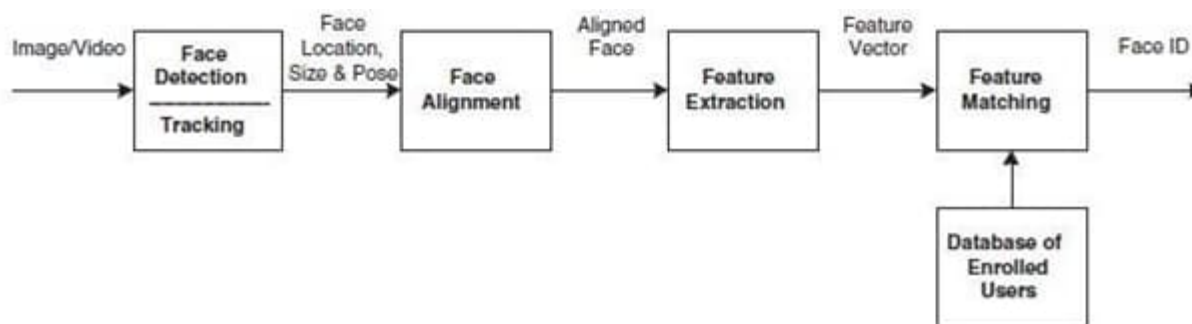 Image/Video
Face
Detection
Tracking
Face
Location,
Size & Pose
Face
Alignment
Aligned
Face
Feature
Extraction
Feature
Vector
Feature
Matching
Face ID
Database of
Enrolled
Users